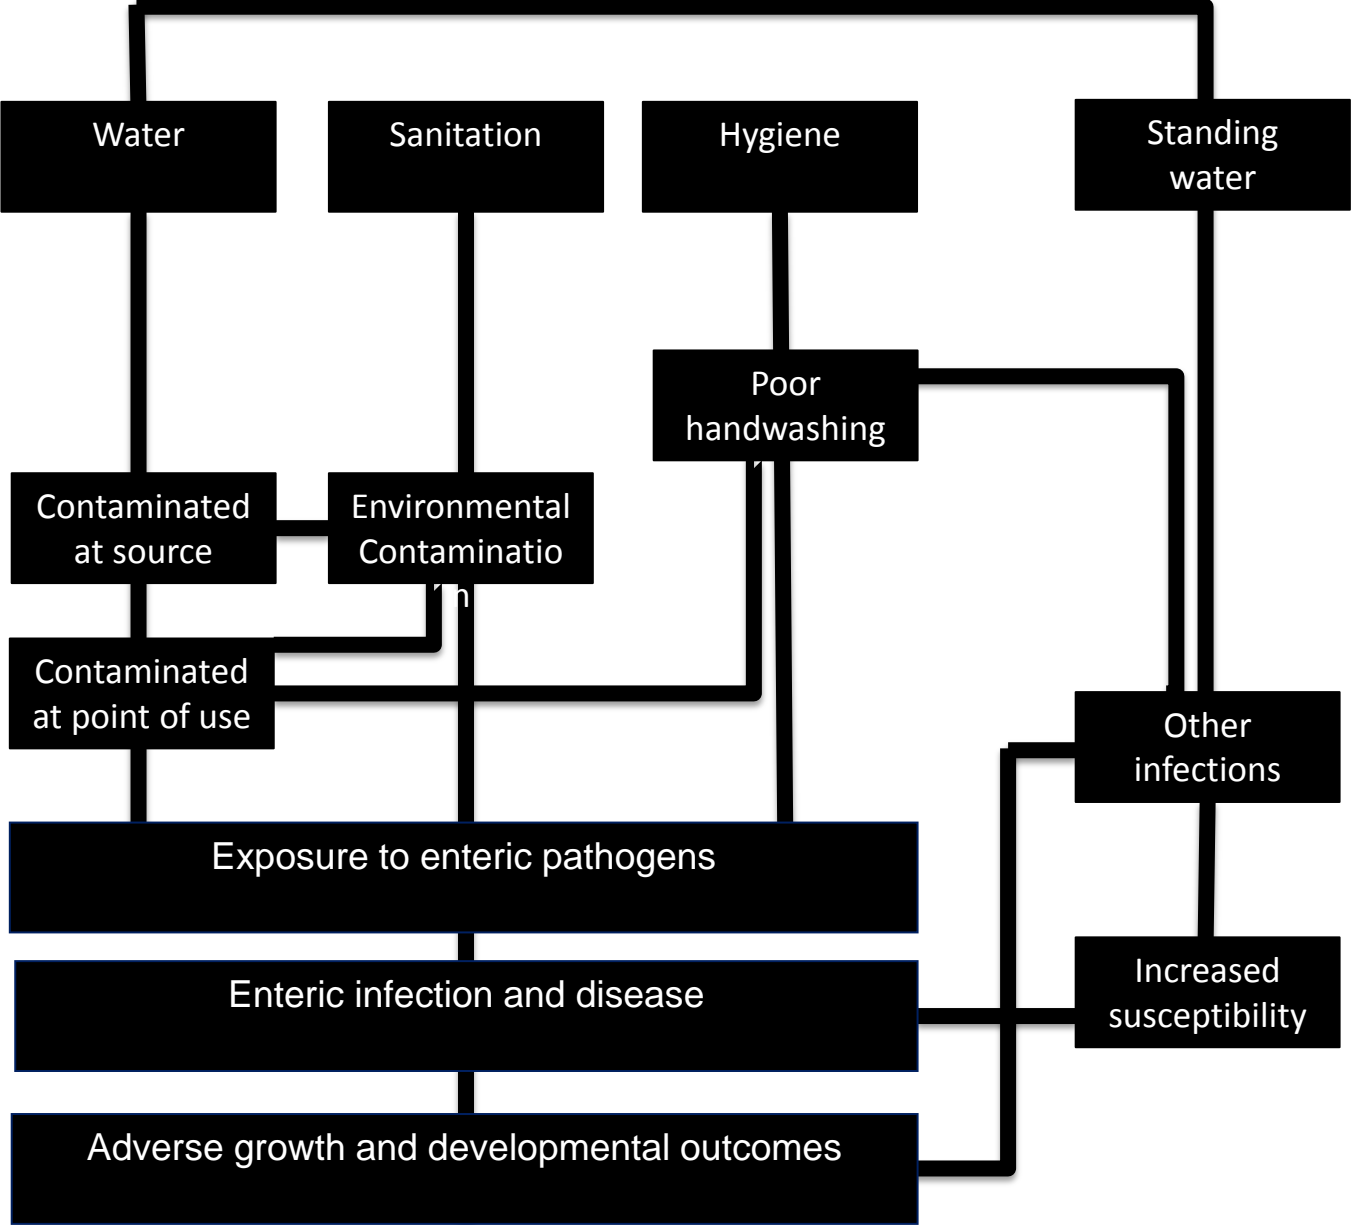 Water
Sanitation
Hygiene
Standing
water
Poor
handwashing
Contaminated
at source
Environmental
Contaminatio
n
Contaminated
at point of use
Other
infections
Exposure to enteric pathogens
Enteric infection and disease
Increased
susceptibility
Adverse growth and developmental outcomes